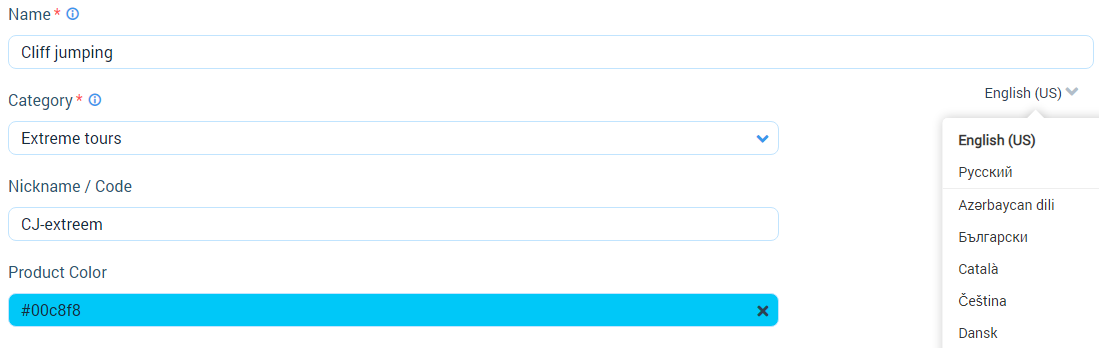 Name *
Cliff jumping
Category *
English (US)
Extreme tours
English (US)
Русский
Nickname / Code
Azərbaycan dili
CJ-extreem
Български
Català
Product Color
Čeština
#00c8f8
Dansk